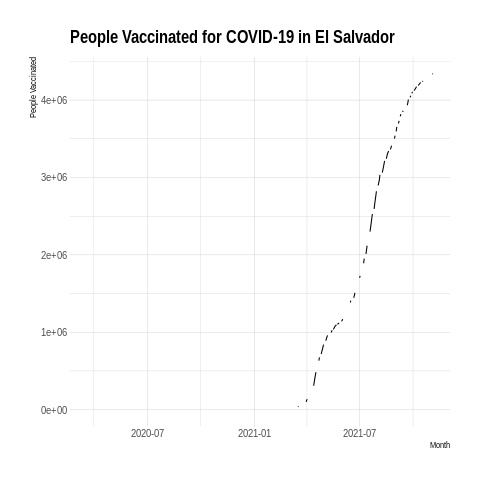 People Vaccinated for COVID-19 in El Salvador
People Vaccinated
4e+06
3e+06
2e+06
1e+06
0e+00
2020-07
2021-01
2021-07
Month